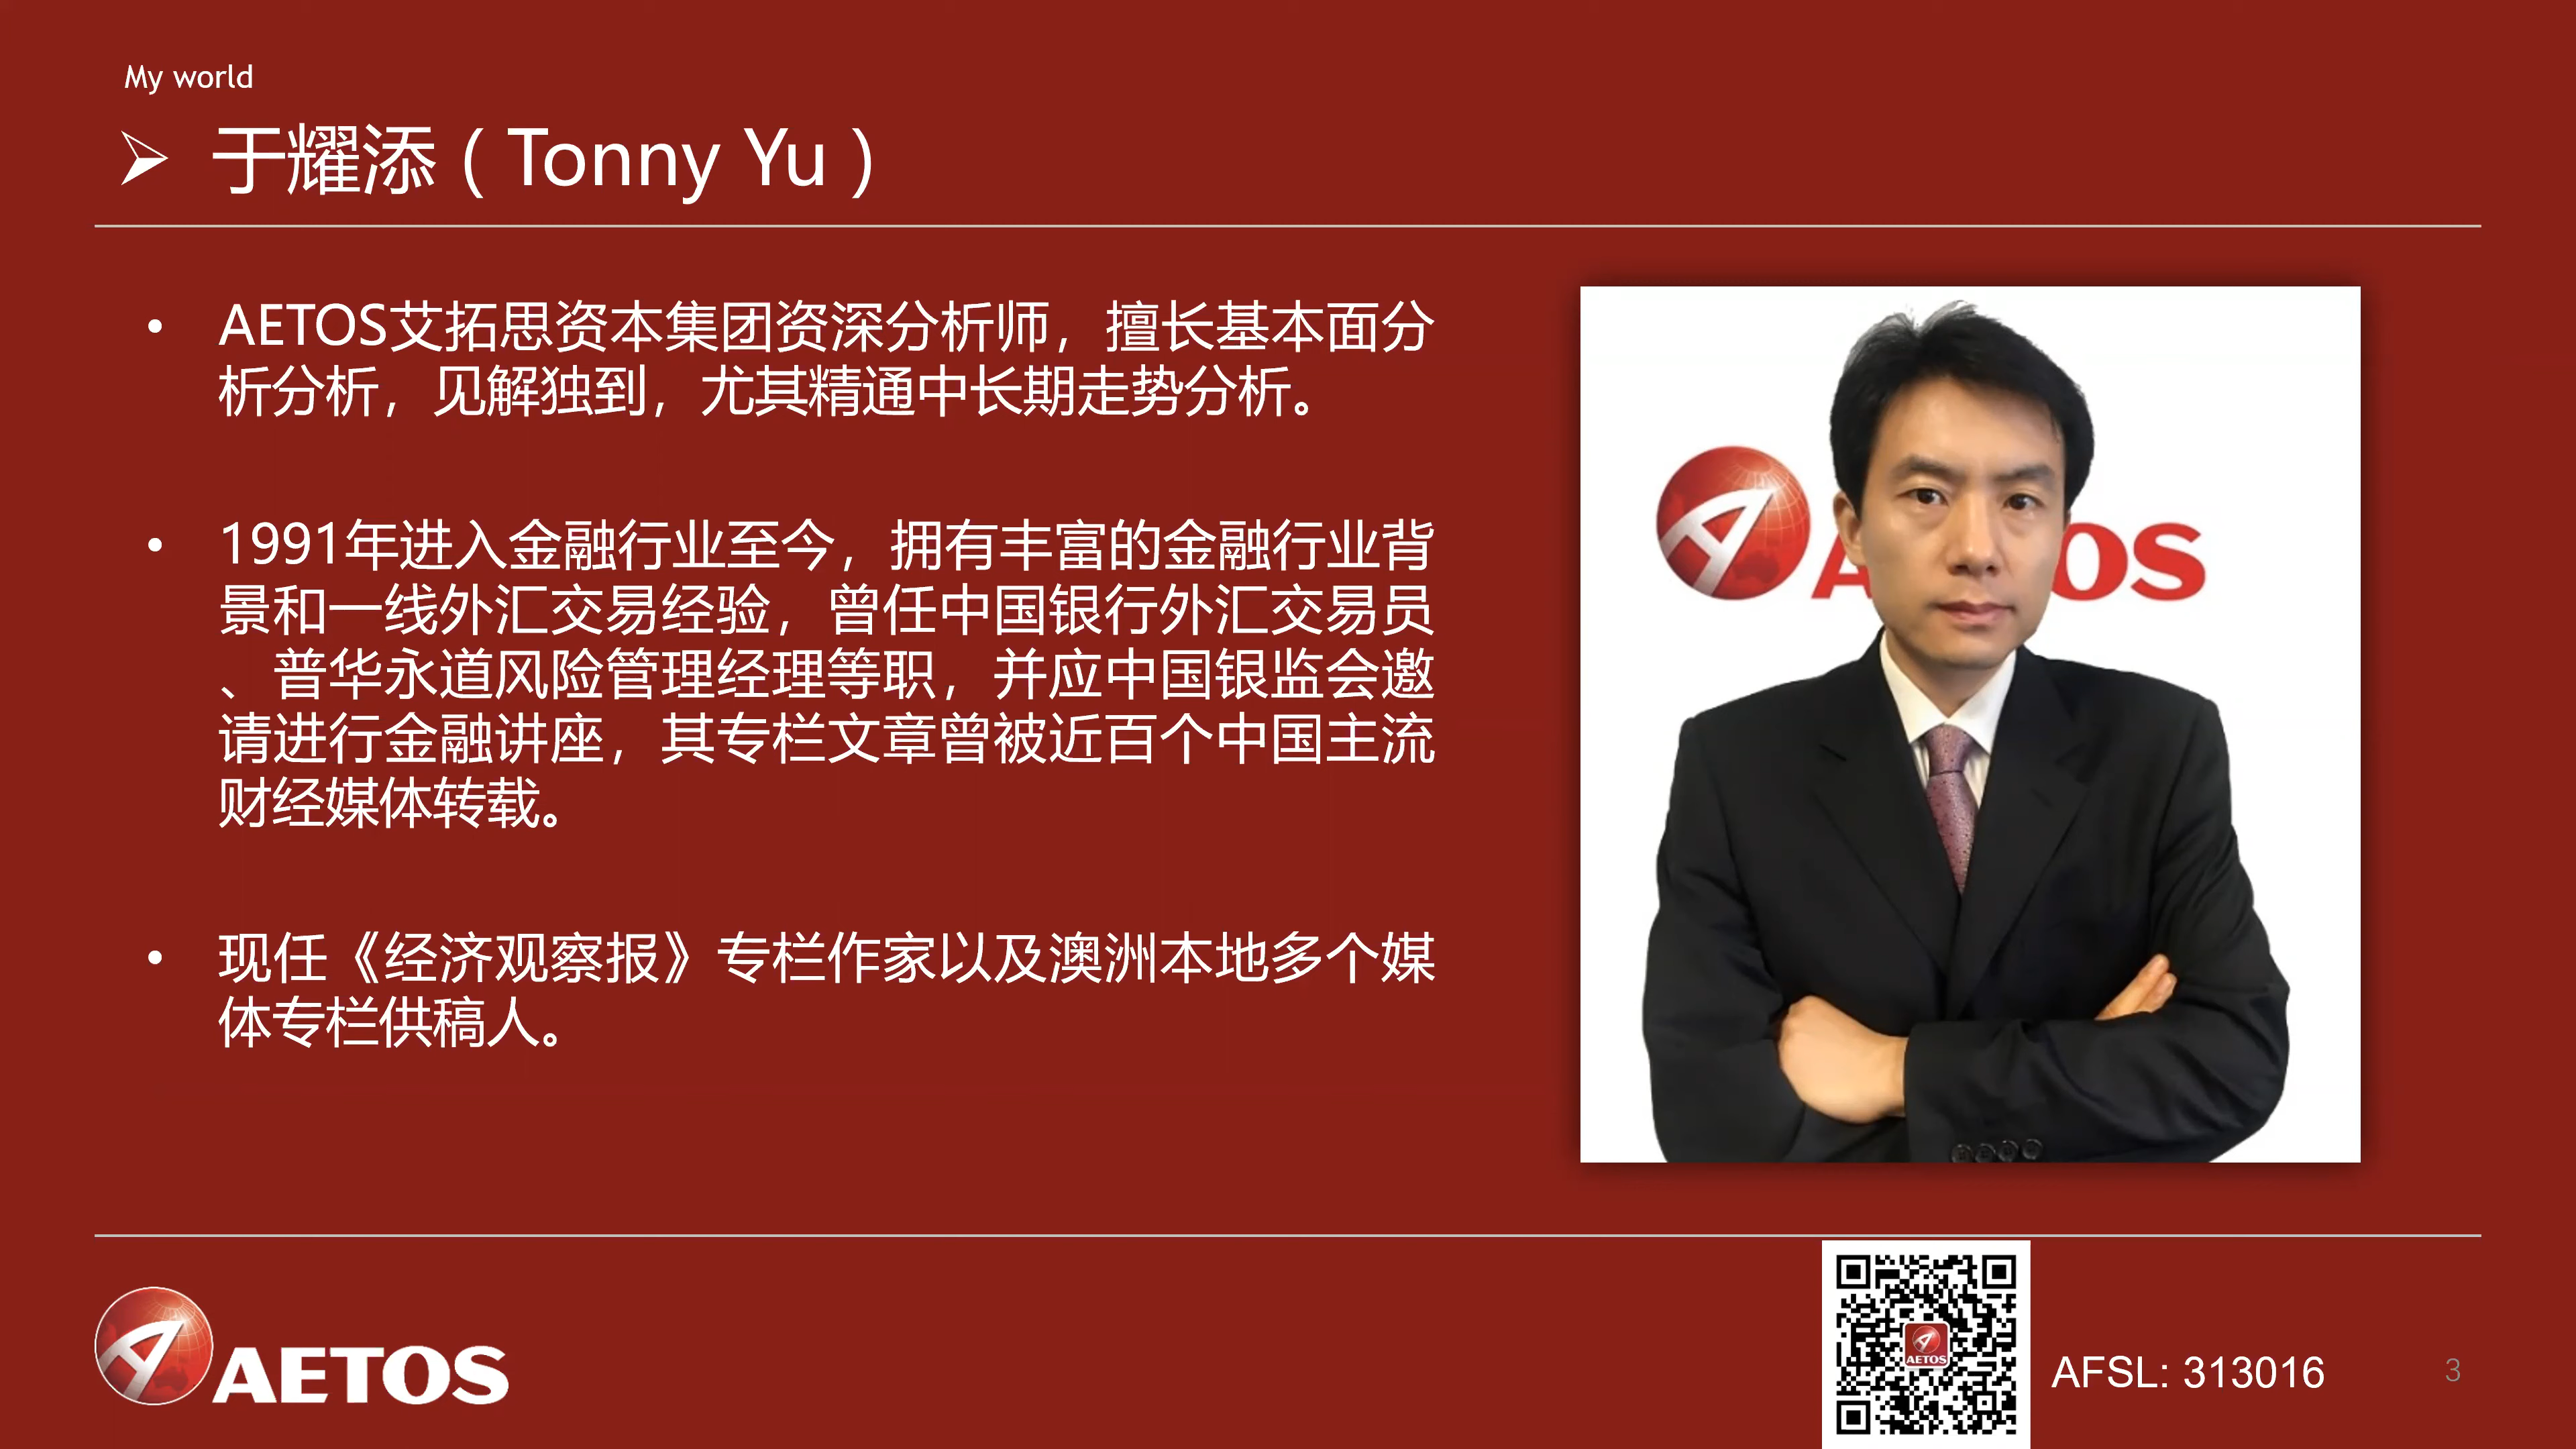 My world
于耀添 ( Tonny Yu )
AETOS艾拓思资本集团资深分析师，擅长基本面分
析分析，见解独到，尤其精通中长期走势分析。
1991年进入金融行业至今，拥有丰富的金融行业背
景和一线外汇交易经验，曾任中国银行外汇交易员
、普华永道风险管理经理等职，并应中国银监会邀
请进行金融讲座，其专栏文章曾被近百个中国主流
财经媒体转载。
现任《经济观察报》专栏作家以及澳洲本地多个媒
体专栏供稿人。
A OS
AETOS
AETOS
AFSL: 313016
3